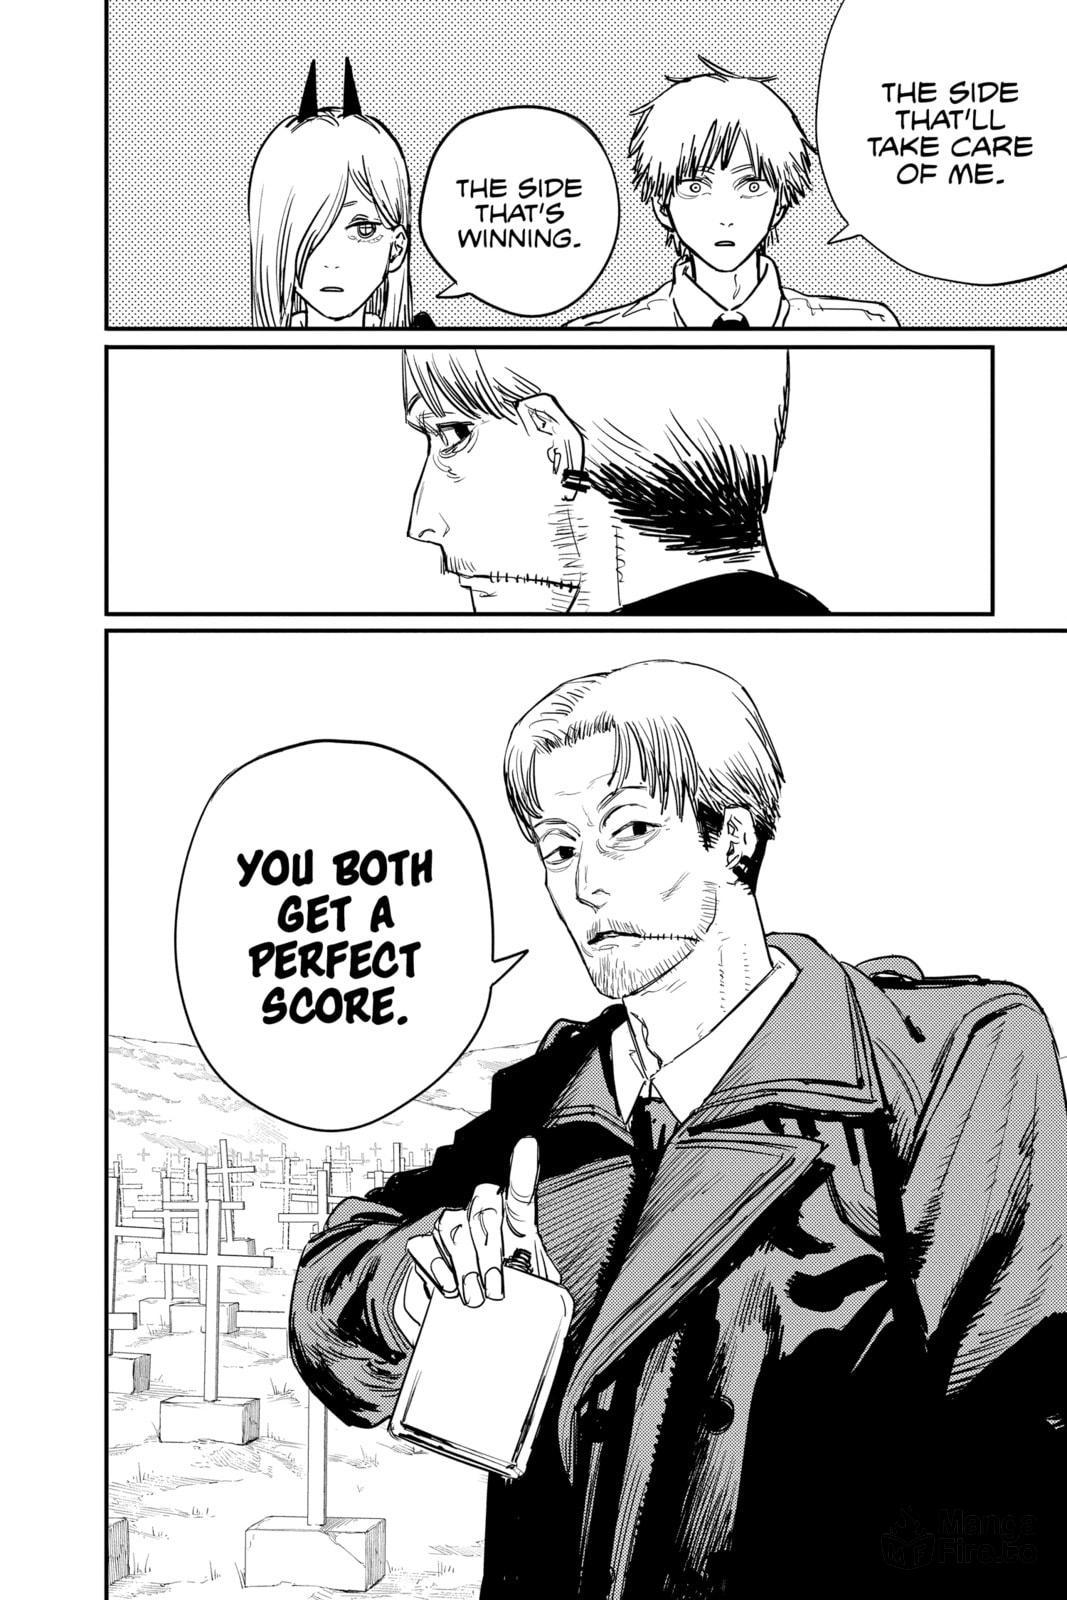 THE SIDE
THAT'LL
TAKE CARE
OF ME.
THE SIDE
THAT'S
WINNING.
YOU BOTH
GET A
PERFECT
SCORE.
Manga
Fire.to